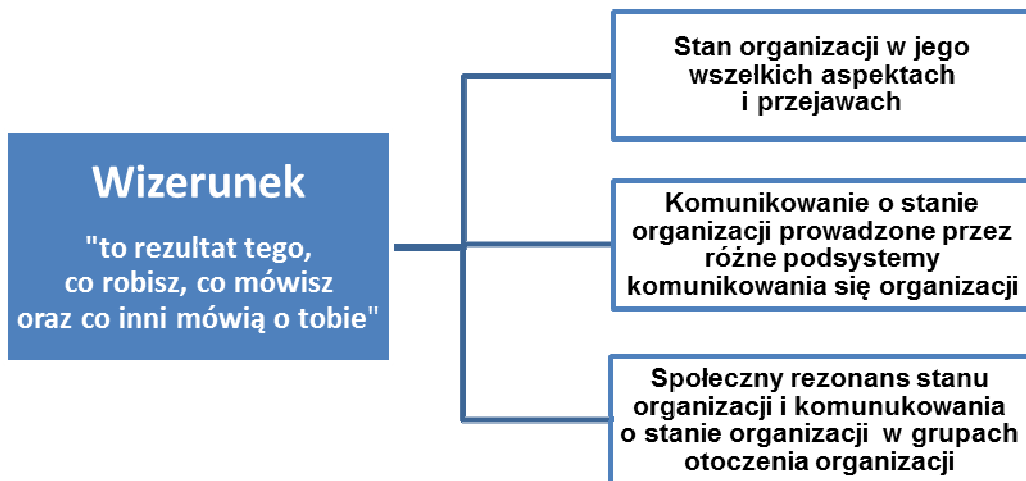 Wizerunek
"to rezultat tego,
co robisz, co mówisz
oraz co inni mówią o tobie"
Stan organizacji w jego
wszelkich aspektach
i przejawach
Komunikowanie o stanie
organizacji prowadzone przez
różne podsystemy
komunikowania się organizacji
Społeczny rezonans stanu
organizacji i komunukowania
o stanie organizacji w grupach
otoczenia organizacji